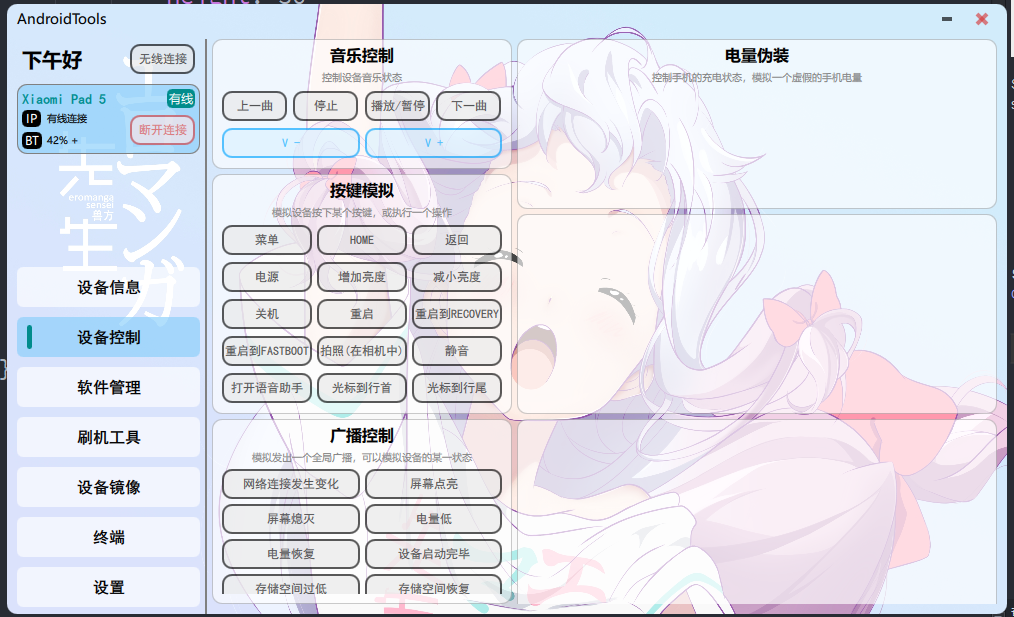 AndroidTools
下午好
无线连接
Xiaomi Pad 5
有线
IP 有线连接
断开连接
BT 42% +
eromanga
sensei
兽方
マンガ
先生
设备信息
设备控制
软件管理
刷机工具
设备镜像
终端
设置
音乐控制
控制设备音乐状态
上一曲 停止 播放/暂停 下一曲
V - V +
按键模拟
模拟设备按下某个按键，或执行一个操作
菜单 HOME 返回
电源 增加亮度 减小亮度
关机 重启 重启到RECOVERY
重启到FASTBOOT 拍照(在相机中) 静音
打开语音助手 光标到行首 光标到行尾
广播控制
模拟发出一个全局广播，可以模拟设备的某一状态
网络连接发生变化 屏幕点亮
屏幕熄灭 电量低
电量恢复 设备启动完毕
存储空间过低 存储空间恢复
电量伪装
控制手机的充电状态，模拟一个虚假的手机电量